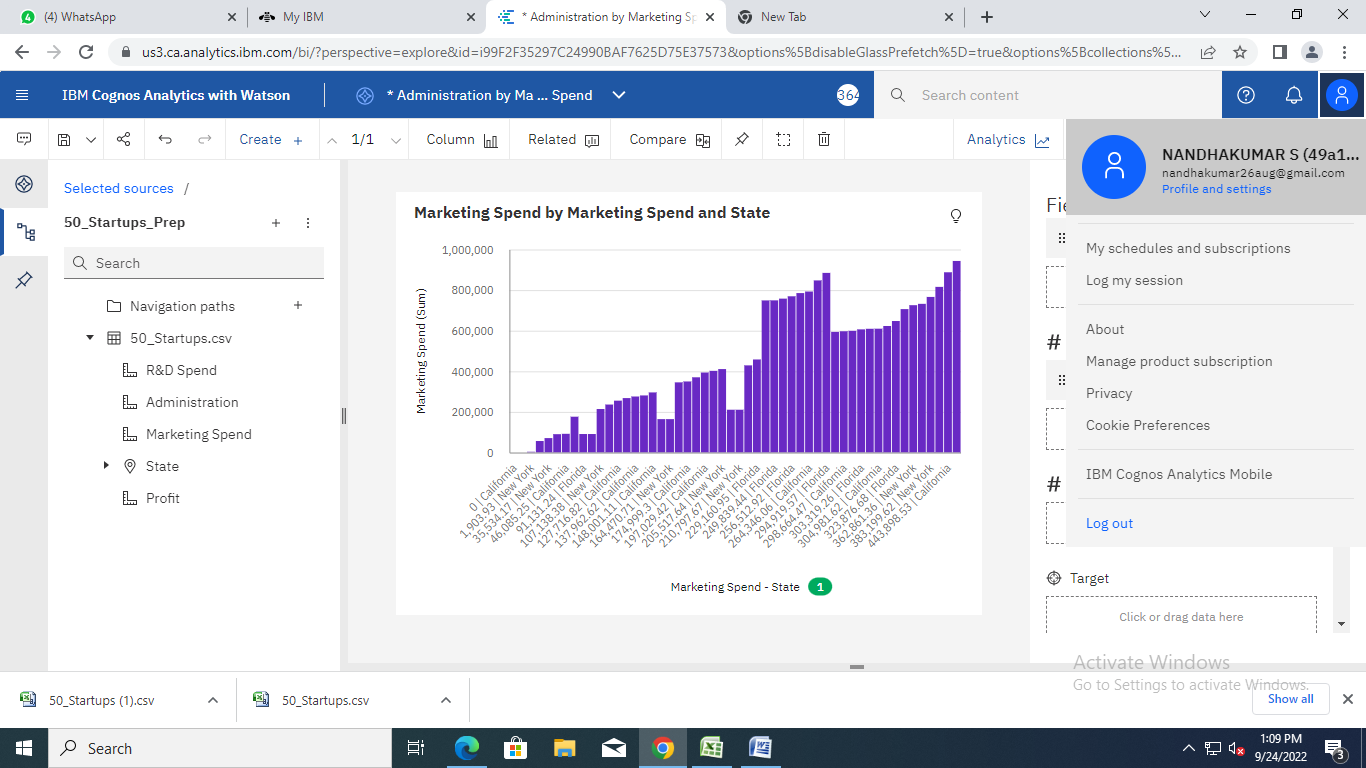 (4) WhatsApp
My IBM
* Administration by Marketing Sp
New Tab
us3.ca.analytics.ibm.com/bi/?perspective=explore&id=i99F2F35297C24990BAF7625D75E37573&options%5BdisableGlassPrefetch%5D=true&options%5Bcollections%5...
IBM Cognos Analytics with Watson
* Administration by Ma ... Spend
364
Search content
Create +
1/1
Column
Related
Compare
Analytics
NANDHAKUMAR S (49a1...
nandhakumar26aug@gmail.com
Profile and settings
My schedules and subscriptions
Log my session
About
Manage product subscription
Privacy
Cookie Preferences
IBM Cognos Analytics Mobile
Log out
Selected sources /
50_Startups_Prep
Search
Navigation paths
50_Startups.csv
R&D Spend
Administration
Marketing Spend
State
Profit
Marketing Spend by Marketing Spend and State
Marketing Spend (Sum)
1,000,000
800,000
600,000
400,000
200,000
0
0 | California
1,903.93 | New York
35,534.17 | New York
46,085.25 | California
91,131.24 | Florida
107,138.38 | New York
127,716.82 | California
137,962.62 | California
148,001.11 | California
164,470.71 | New York
174,999.3 | California
197,029.42 | California
205,517.64 | New York
210,797.67 | New York
229,160.95 | Florida
249,839.44 | Florida
256,512.92 | Florida
264,346.06 | California
294,919.57 | Florida
298,664.47 | California
303,319.26 | Florida
304,981.62 | California
323,876.68 | Florida
362,861.36 | New York
383,199.62 | New York
443,898.53 | California
Marketing Spend - State 1
Fie
#
#
Target
Click or drag data here
Activate Windows
Go to Settings to activate Windows.
50_Startups (1).csv
50_Startups.csv
Show all
Search
1:09 PM
9/24/2022
3